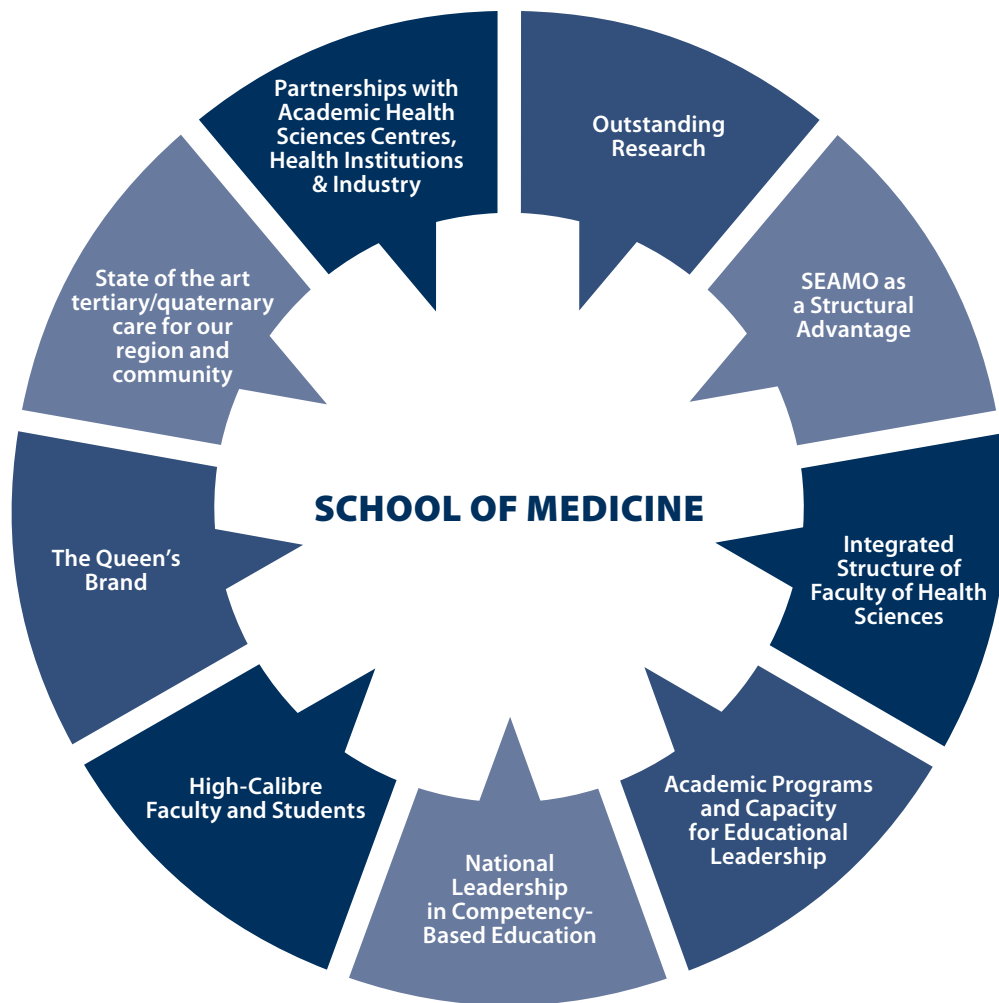 Partnerships with
Academic Health
Sciences Centres,
Health Institutions
& Industry
Outstanding
Research
SEAMO as
a Structural
Advantage
Integrated
Structure of
Faculty of Health
Sciences
Academic Programs
and Capacity
for Educational
Leadership
National
Leadership
in Competency-
Based Education
High-Calibre
Faculty and Students
The Queen’s
Brand
State of the art
tertiary/quaternary
care for our
region and
community
SCHOOL OF MEDICINE